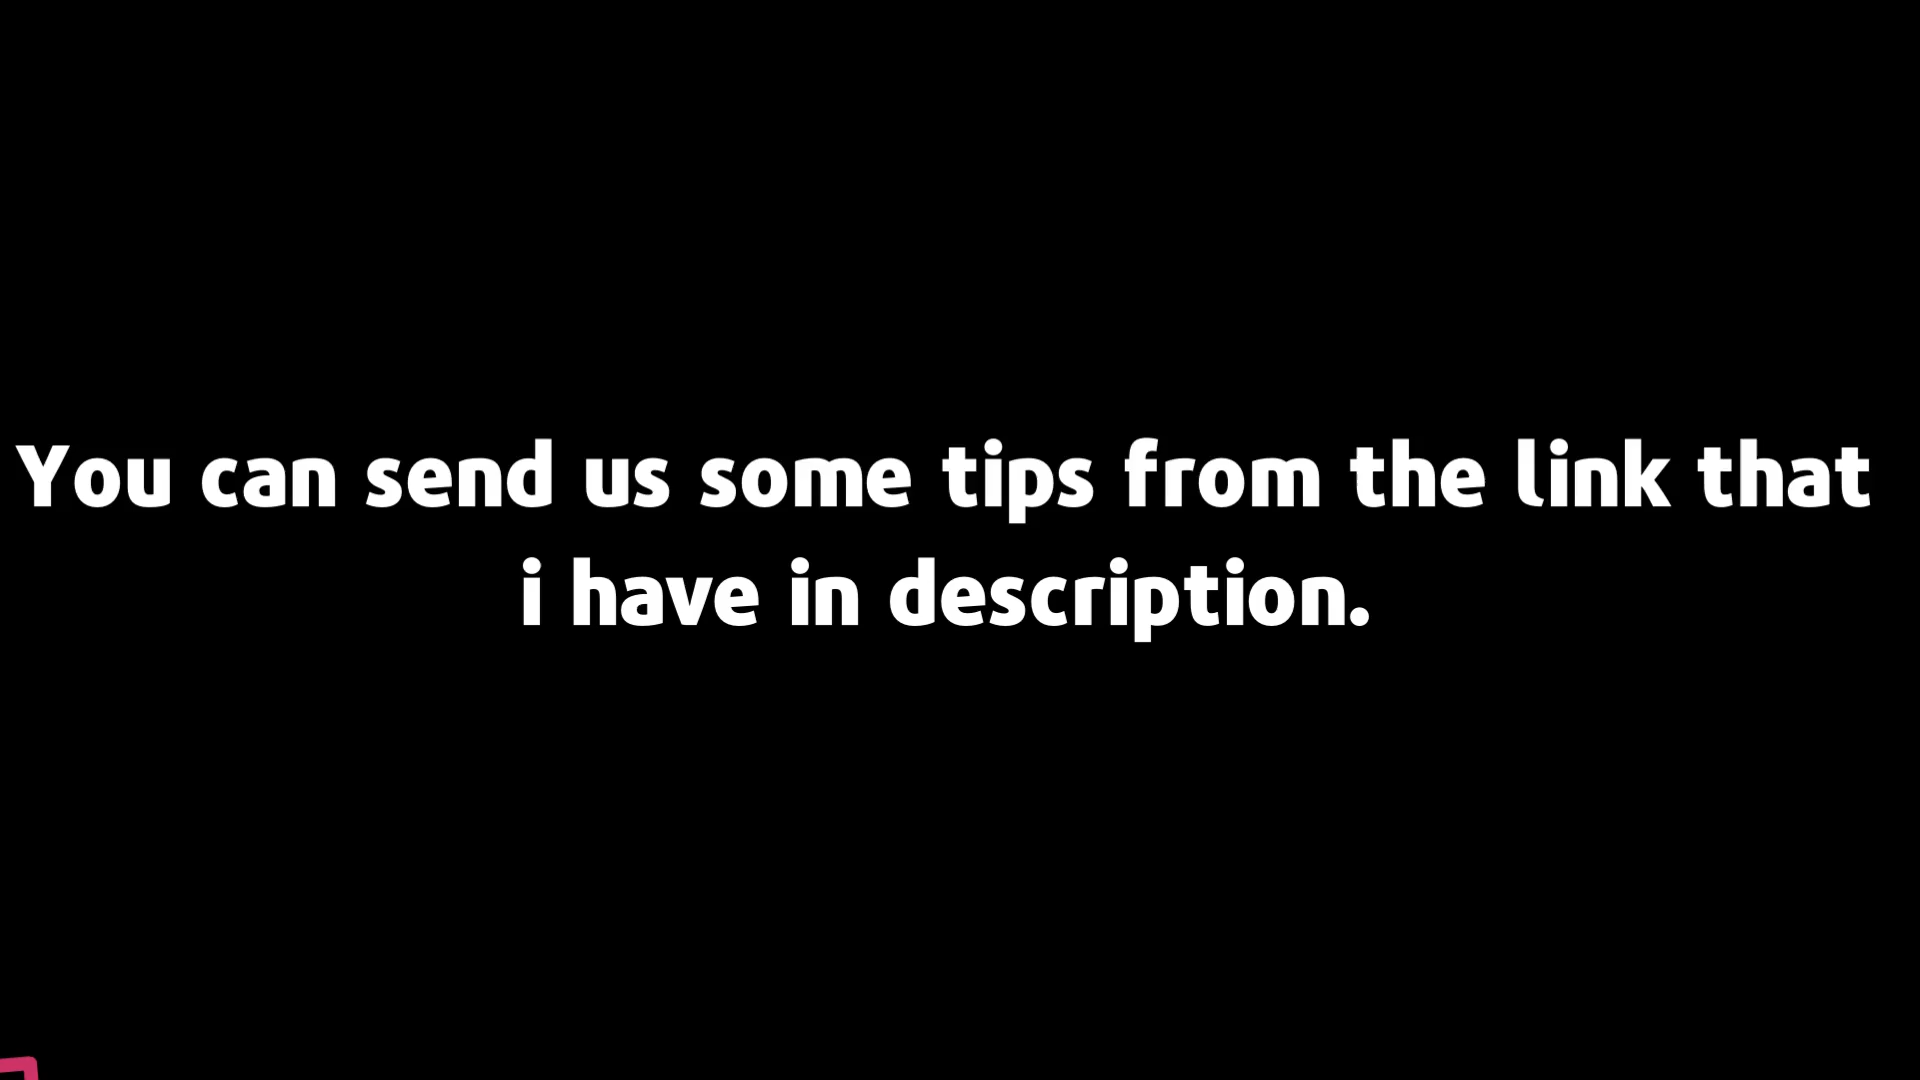 You can send us some tips from the link that
i have in description.